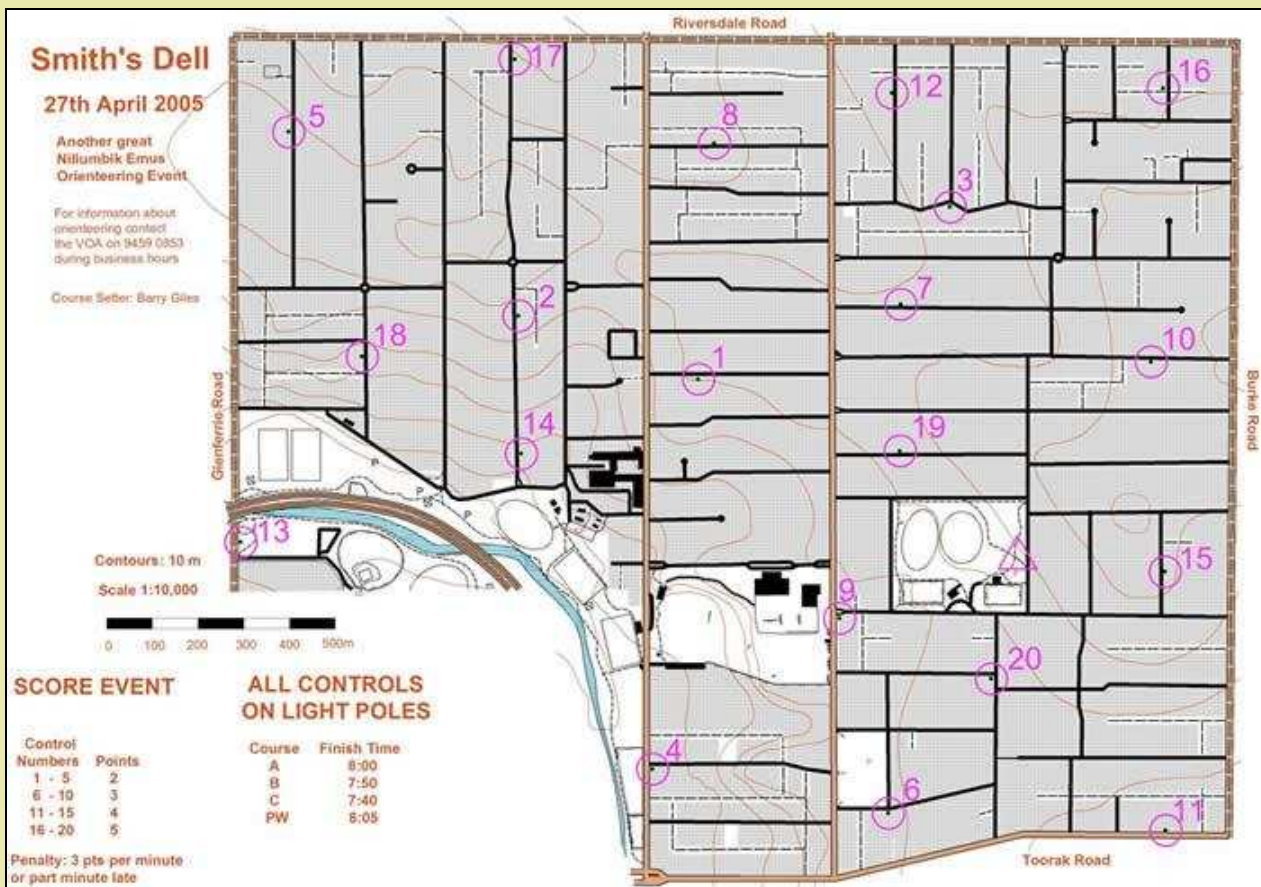 Riversdale Road
Smith's Dell
27th April 2005
Another great
Nillumbik Emus
Orienteering Event
For information about
orienteering contact
the VOA on 9459 0853
during business hours
Course Setter: Barry Giles
Glenferrie Road
Burke Road
Toorak Road
17
16
12
5
8
3
2
7
18
10
1
14
19
13
15
9
20
4
6
11
Contours: 10 m
Scale 1:10,000
0 100 200 300 400 500m
SCORE EVENT
Control
Numbers Points
1 - 5 2
6 - 10 3
11 - 15 4
16 - 20 5
Penalty: 3 pts per minute
or part minute late
ALL CONTROLS
ON LIGHT POLES
Course Finish Time
A 8:00
B 7:50
C 7:40
PW 8:05
P
P
P